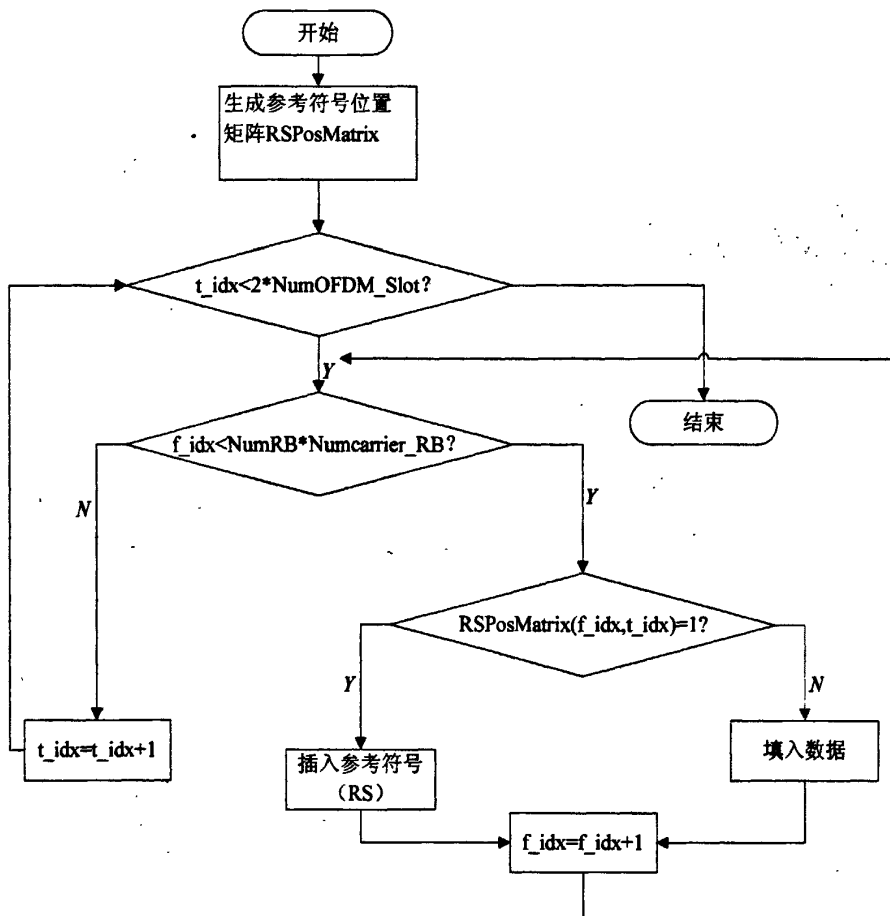 开始
生成参考符号位置
矩阵RSPosMatrix
t_idx<2*NumOFDM_Slot?
Y
结束
f_idx<NumRB*Numcarrier_RB?
N
Y
RSPosMatrix(f_idx,t_idx)=1?
Y
N
t_idx=t_idx+1
插入参考符号
（RS）
填入数据
f_idx=f_idx+1